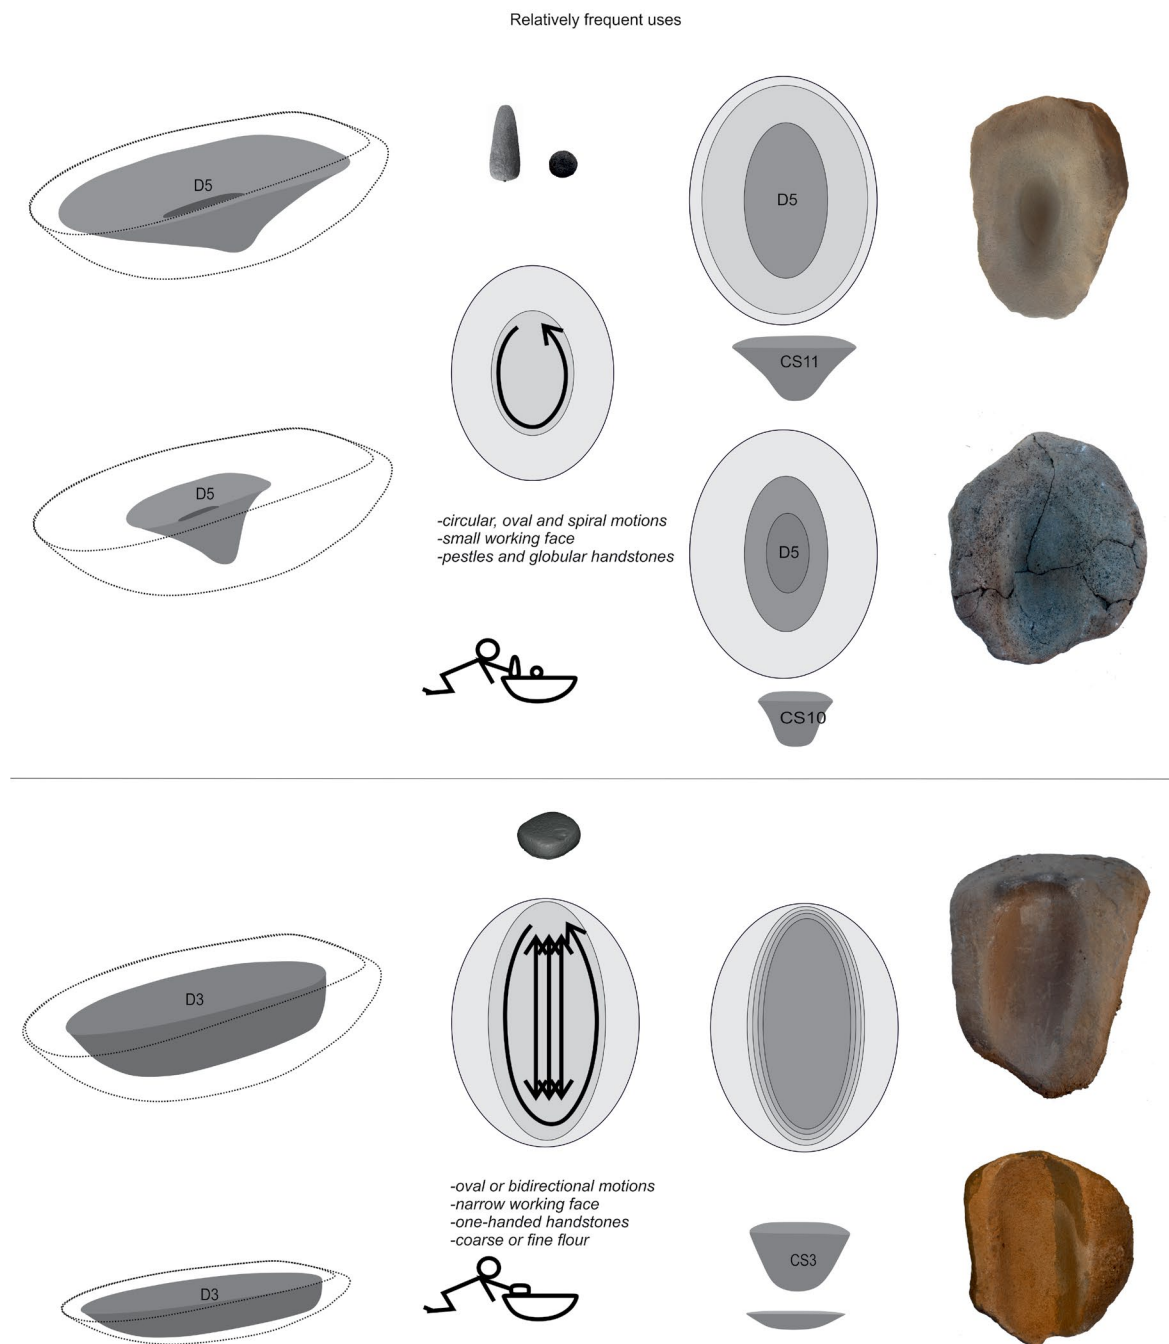 Relatively frequent uses
D5
D5
CS11
D5
-circular, oval and spiral motions
-small working face
-pestles and globular handstones
D5
CS10
D3
-oval or bidirectional motions
-narrow working face
-one-handed handstones
-coarse or fine flour
CS3
D3